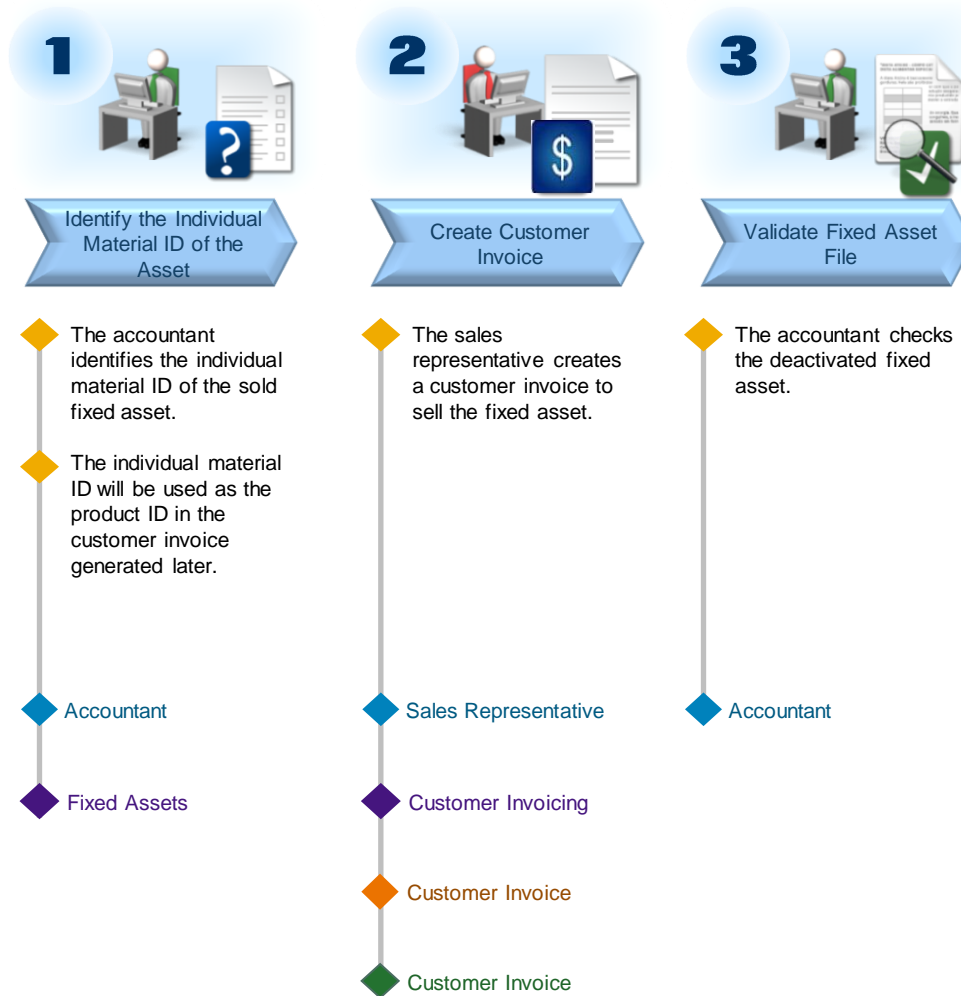 1
Identify the Individual
Material ID of the
Asset
The accountant
identifies the individual
material ID of the sold
fixed asset.
The individual material
ID will be used as the
product ID in the
customer invoice
generated later.
Accountant
Fixed Assets
2
$
Create Customer
Invoice
The sales
representative creates
a customer invoice to
sell the fixed asset.
Sales Representative
Customer Invoicing
Customer Invoice
Customer Invoice
3
Validate Fixed Asset
File
The accountant checks
the deactivated fixed
asset.
Accountant